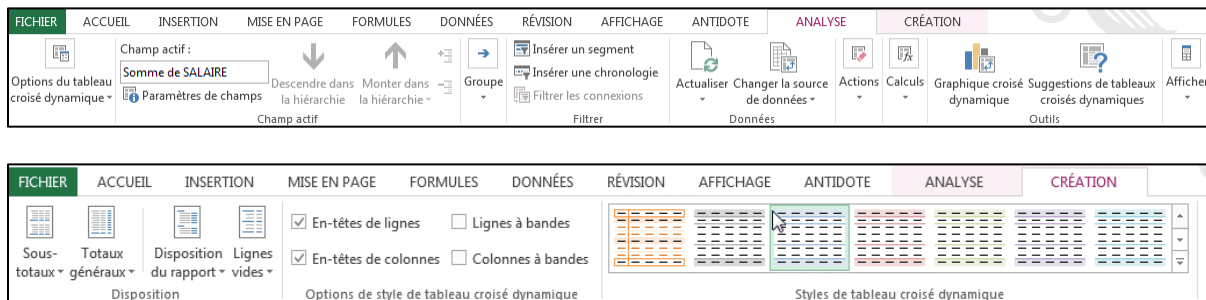 FICHIER ACCUEIL INSERTION MISE EN PAGE FORMULES DONNÉES RÉVISION AFFICHAGE ANTIDOTE ANALYSE CRÉATION
Options du tableau
croisé dynamique
Champ actif :
Somme de SALAIRE
Paramètres de champs
Descendre dans
la hiérarchie
Monter dans
la hiérarchie
Champ actif
Groupe
Insérer un segment
Insérer une chronologie
Filtrer les connexions
Filtrer
Actualiser
Changer la source
de données
Données
Actions
Calculs
Graphique croisé
dynamique
Suggestions de tableaux
croisés dynamiques
Outils
Afficher
FICHIER ACCUEIL INSERTION MISE EN PAGE FORMULES DONNÉES RÉVISION AFFICHAGE ANTIDOTE ANALYSE CRÉATION
Sous-
totaux
Totaux
généraux
Disposition
du rapport
Lignes
vides
Disposition
En-têtes de lignes
Lignes à bandes
En-têtes de colonnes
Colonnes à bandes
Options de style de tableau croisé dynamique
Styles de tableau croisé dynamique